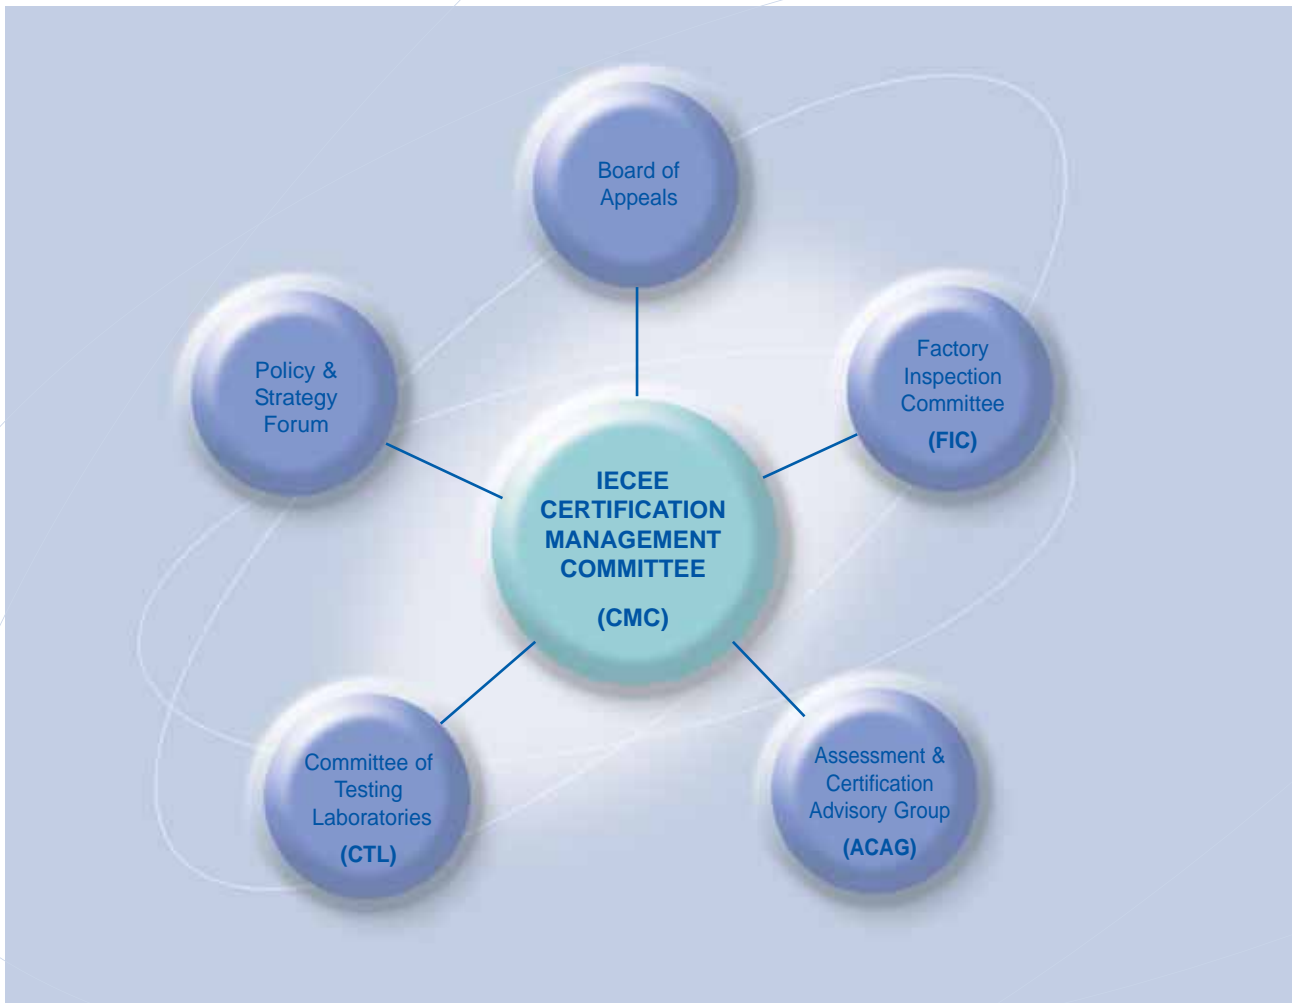 Board of
Appeals
Policy &
Strategy
Forum
Factory
Inspection
Committee
(FIC)
IECEE
CERTIFICATION
MANAGEMENT
COMMITTEE
(CMC)
Committee of
Testing
Laboratories
(CTL)
Assessment &
Certification
Advisory Group
(ACAG)